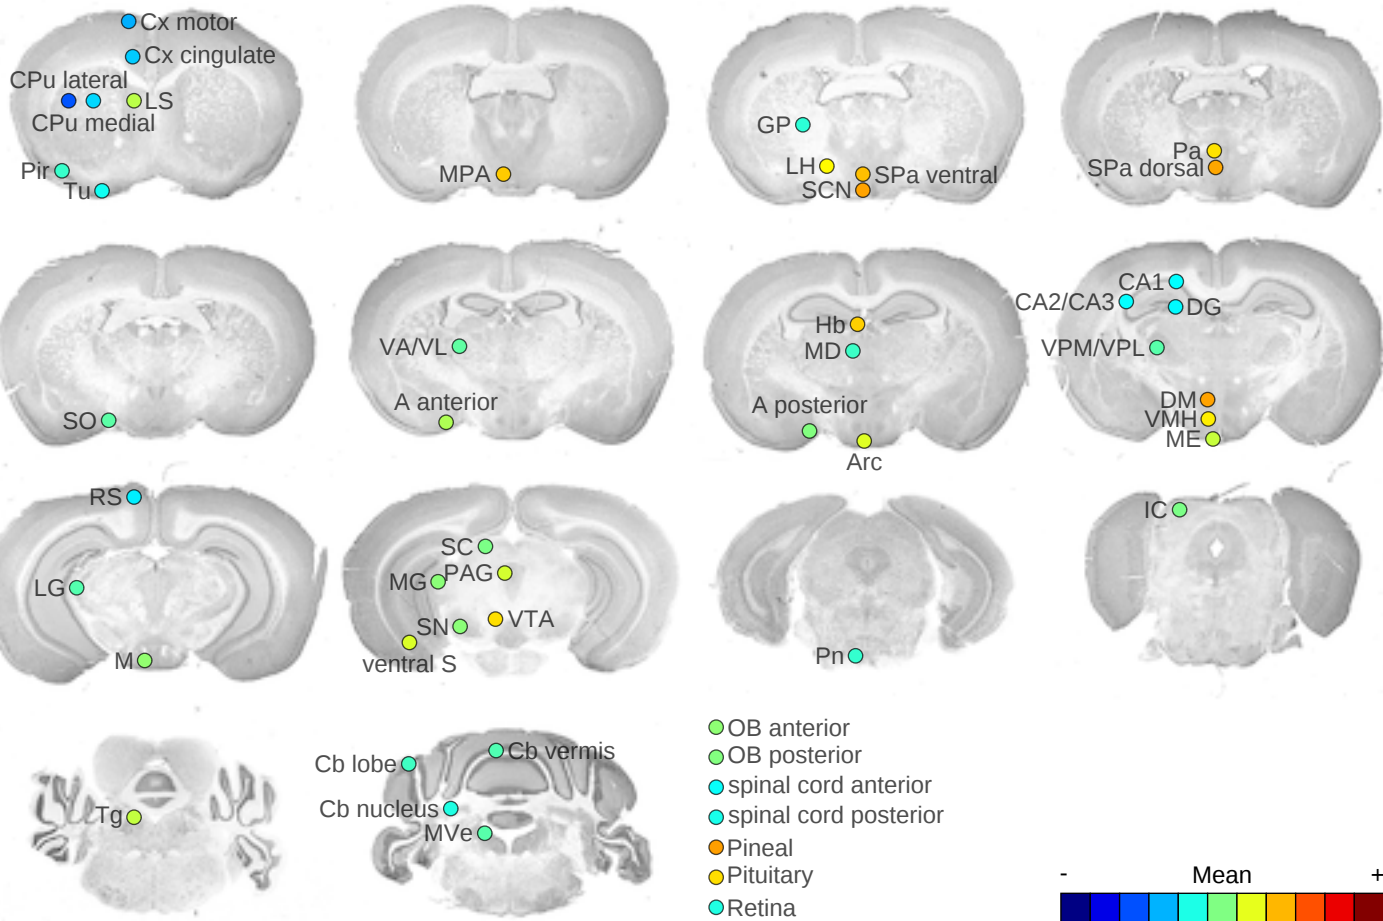 Cx motor
Cx cingulate
CPu lateral
LS
CPu medial
Pir
Tu
MPA
GP
LH
SPa ventral
SCN
Pa
SPa dorsal
SO
VA/VL
A anterior
Hb
MD
A posterior
Arc
CA1
CA2/CA3
DG
VPM/VPL
DM
VMH
ME
RS
LG
M
SC
MG
PAG
SN
VTA
ventral S
Pn
IC
Tg
Cb lobe
Cb vermis
Cb nucleus
MVe
OB anterior
OB posterior
spinal cord anterior
spinal cord posterior
Pineal
Pituitary
Retina
- Mean +